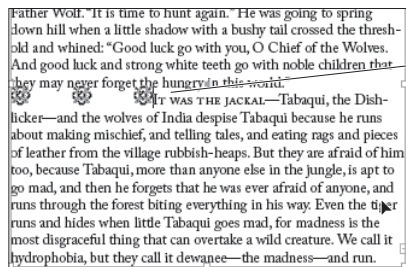 Father Wolf. “It is time to hunt again.” He was going to spring
down hill when a little shadow with a bushy tail crossed the thresh-
old and whined: “Good luck go with you, O Chief of the Wolves.
And good luck and strong white teeth go with noble children that
they may never forget the hungry in this world.”
It was the jackal—Tabaqui, the Dish-
licker—and the wolves of India despise Tabaqui because he runs
about making mischief, and telling tales, and eating rags and pieces
of leather from the village rubbish-heaps. But they are afraid of him
too, because Tabaqui, more than anyone else in the jungle, is apt to
go mad, and then he forgets that he was ever afraid of anyone, and
runs through the forest biting everything in his way. Even the tiger
runs and hides when little Tabaqui goes mad, for madness is the
most disgraceful thing that can overtake a wild creature. We call it
hydrophobia, but they call it dewanee—the madness—and run.